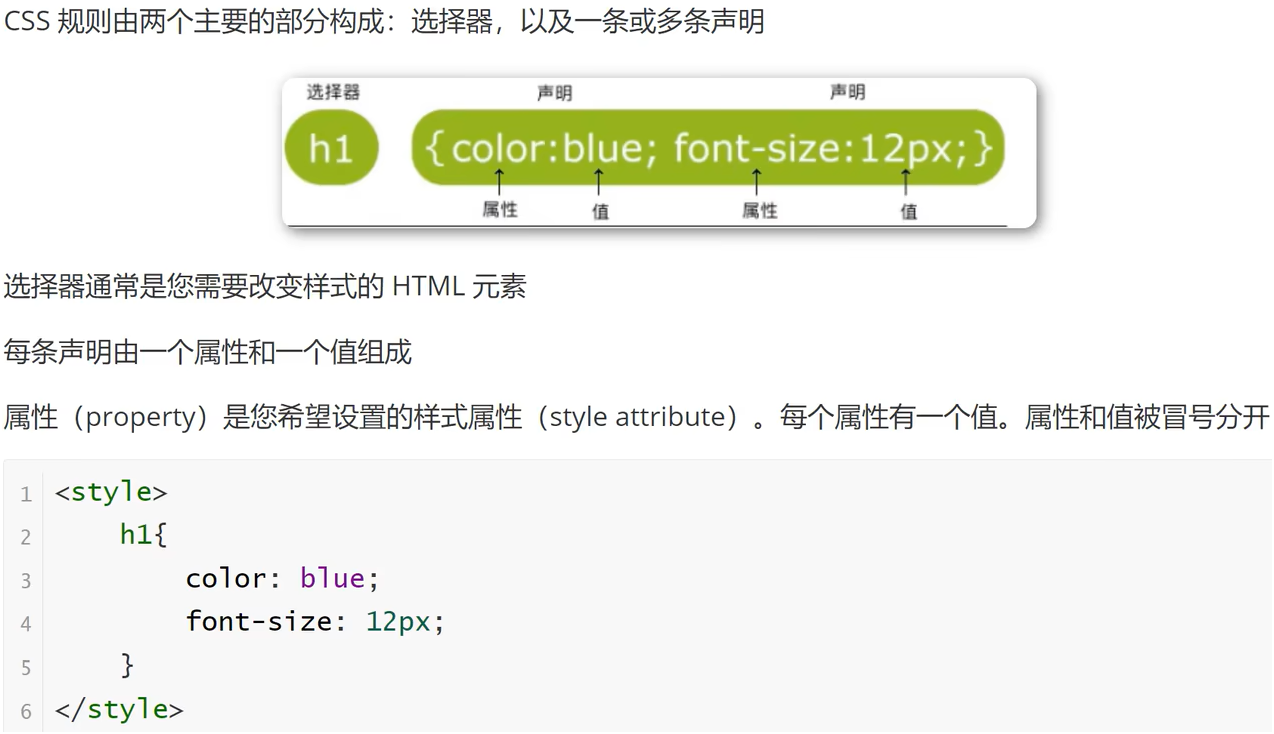 CSS 规则由两个主要的部分构成：选择器，以及一条或多条声明
选择器 声明 声明
h1 {color:blue; font-size:12px;}
属性 值 属性 值
选择器通常是您需要改变样式的 HTML 元素
每条声明由一个属性和一个值组成
属性（property）是您希望设置的样式属性（style attribute）。每个属性有一个值。属性和值被冒号分开
1 <style>
2 h1{
3 color: blue;
4 font-size: 12px;
5 }
6 </style>